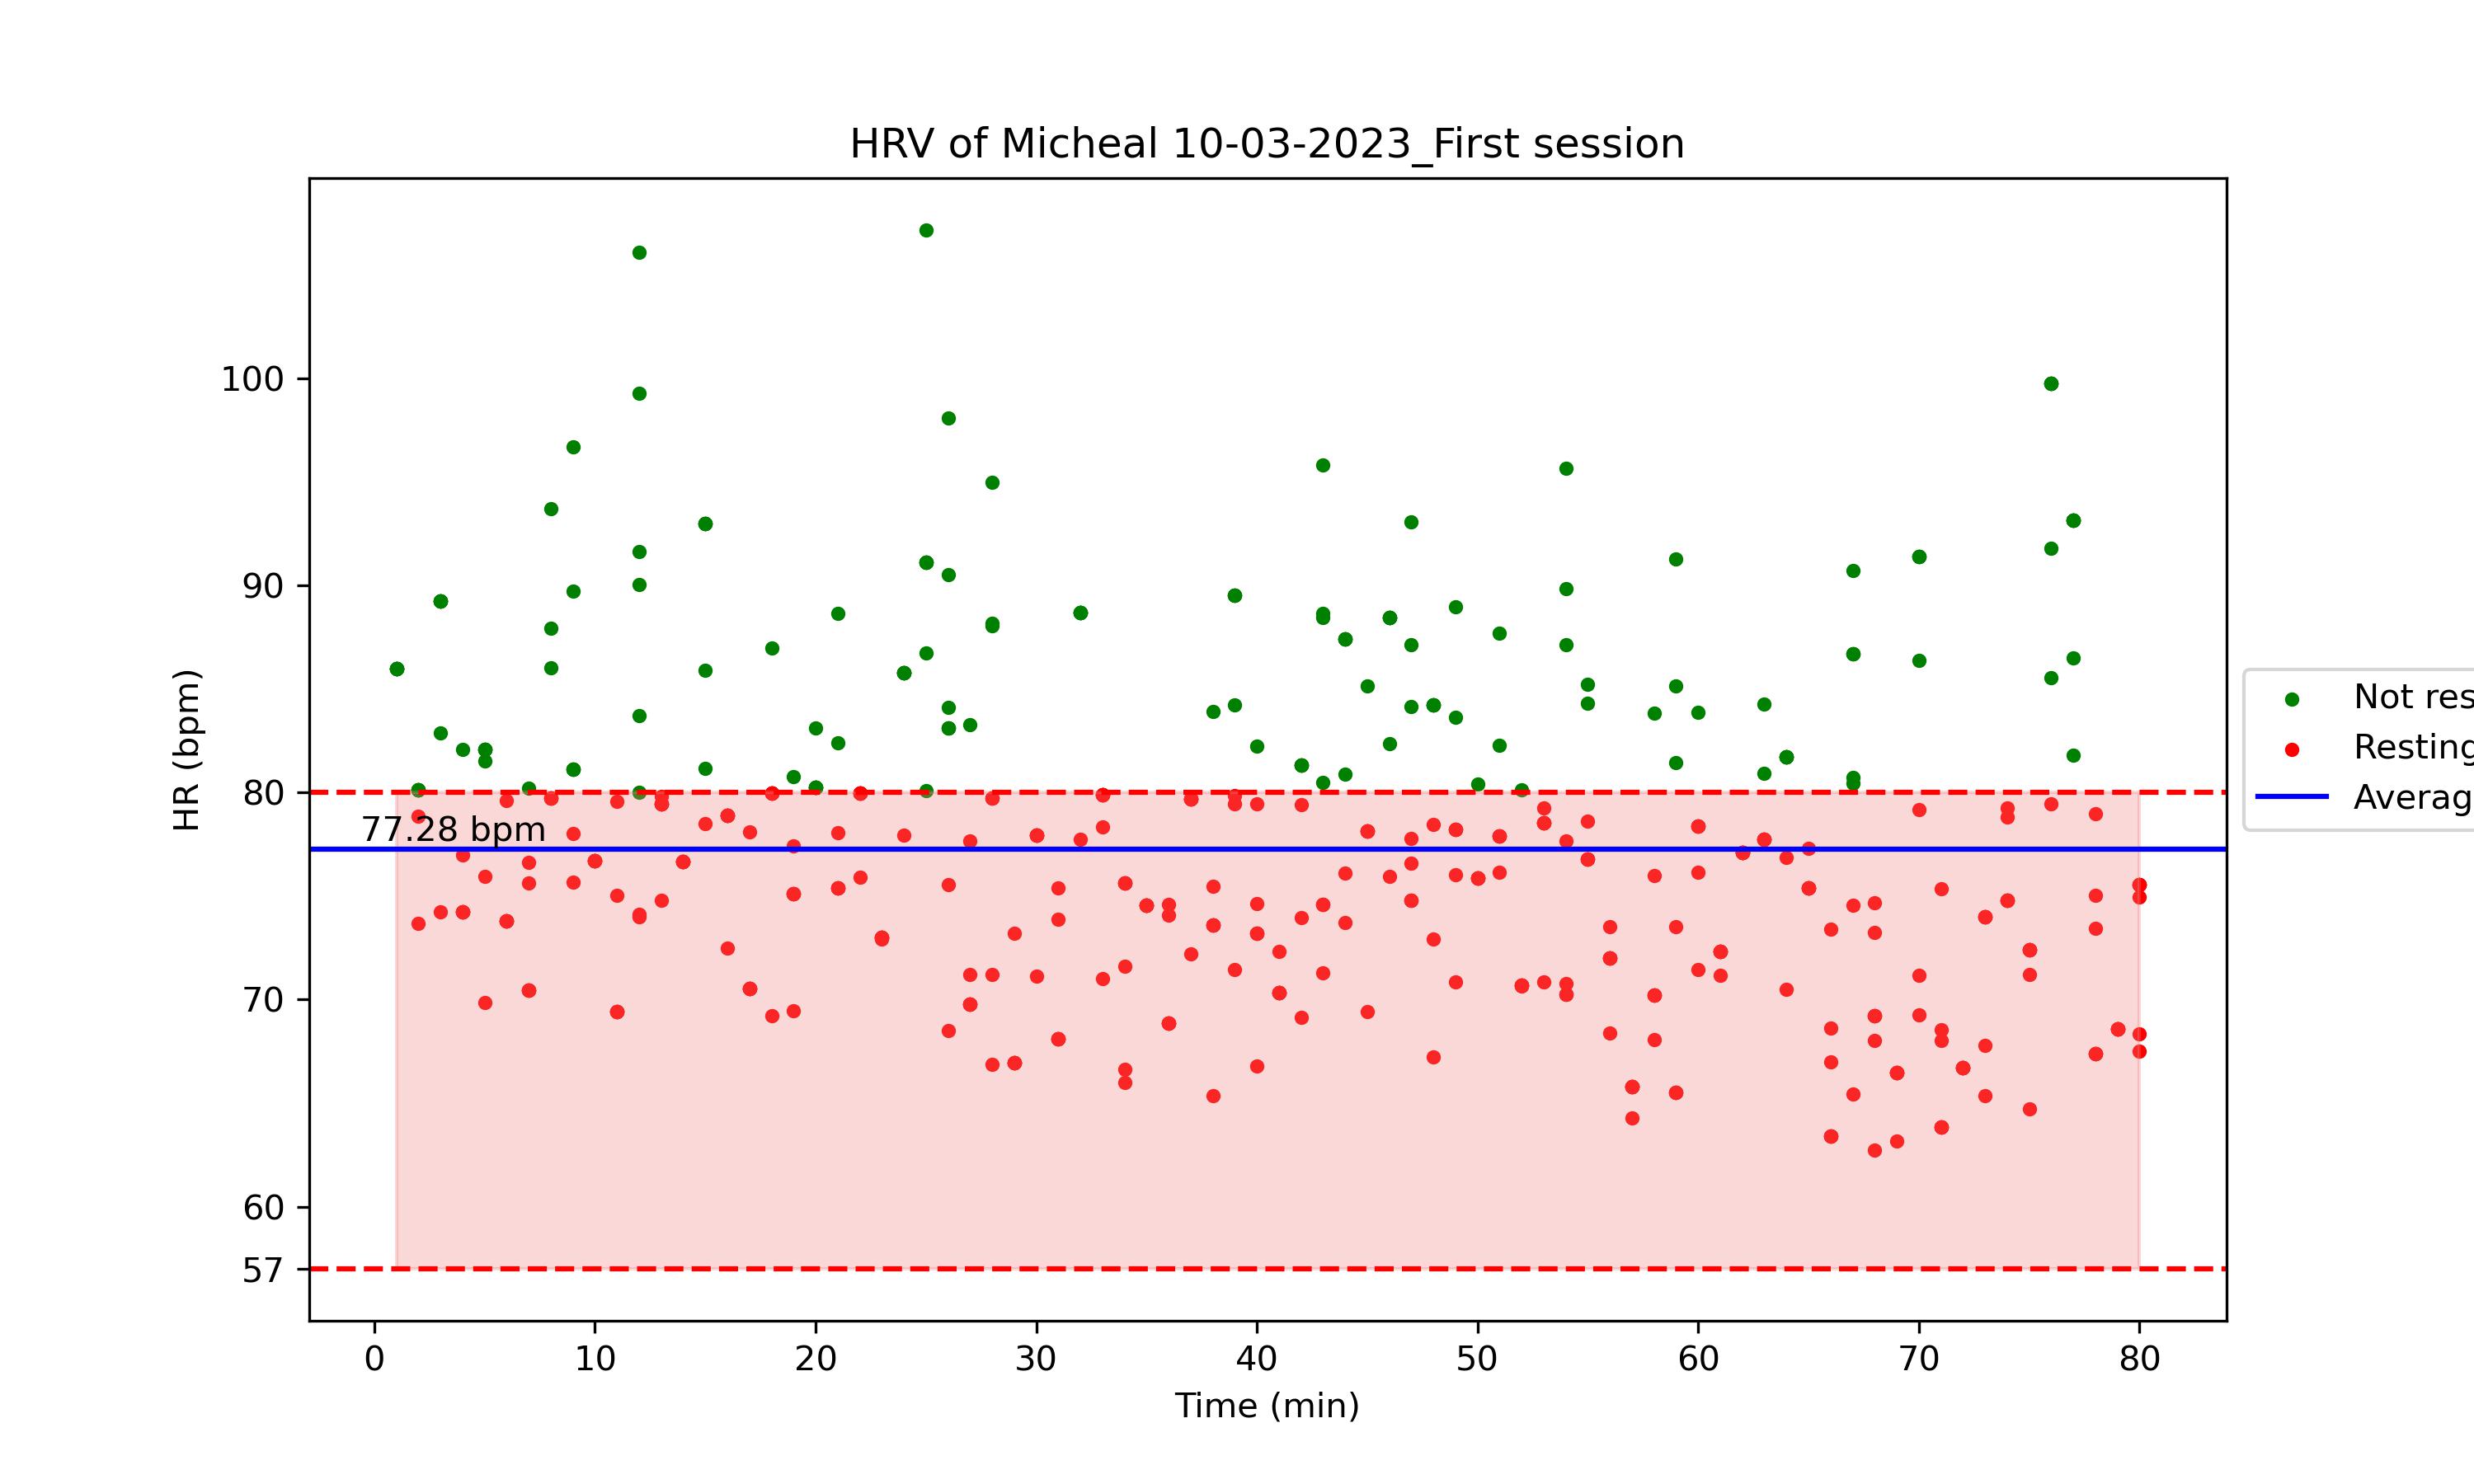 HRV of Micheal 10-03-2023_First session
HR (bpm)
100
90
80
70
60
57
77.28 bpm
0 10 20 30 40 50 60 70 80
Time (min)
Not res
Resting
Averag